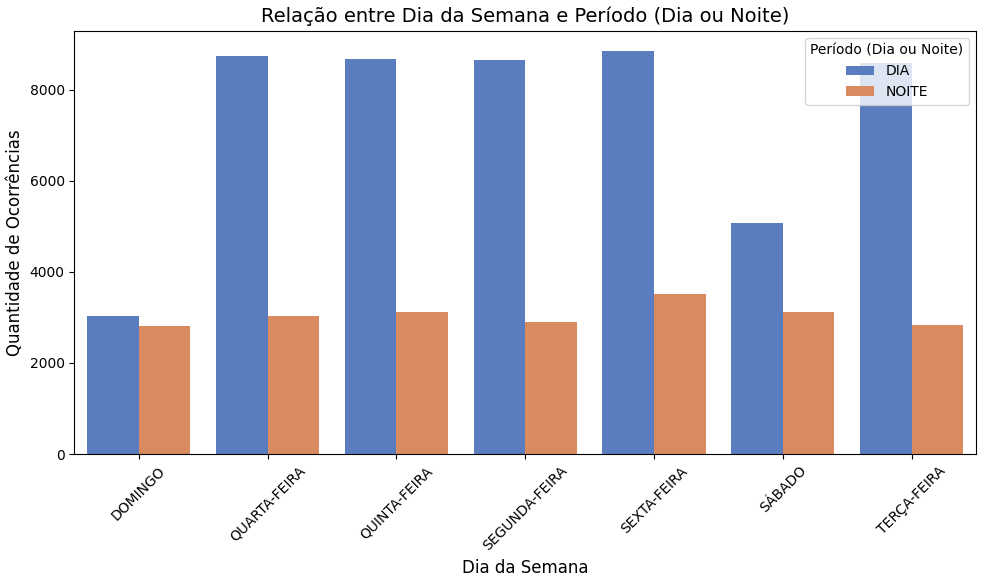 Relação entre Dia da Semana e Período (Dia ou Noite)
Período (Dia ou Noite)
DIA
NOITE
Quantidade de Ocorrências
8000
6000
4000
2000
0
DOMINGO
QUARTA-FEIRA
QUINTA-FEIRA
SEGUNDA-FEIRA
SEXTA-FEIRA
SÁBADO
TERÇA-FEIRA
Dia da Semana